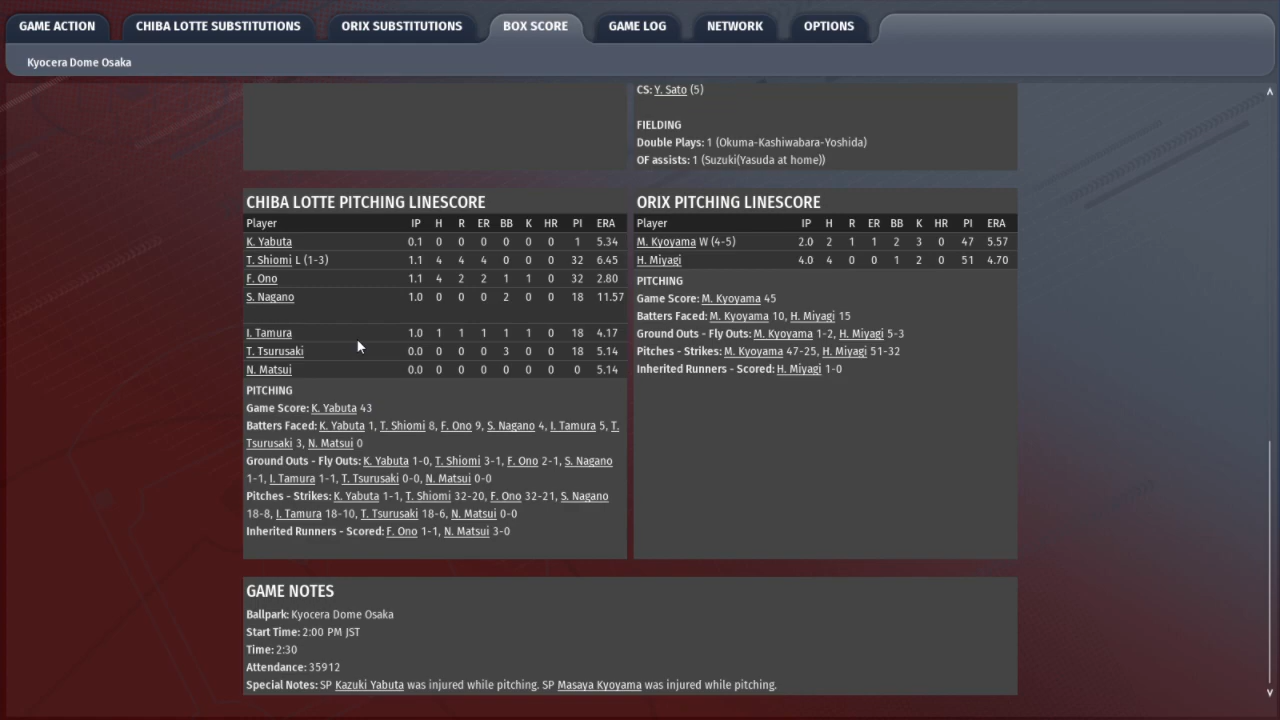 GAME ACTION CHIBA LOTTE SUBSTITUTIONS ORIX SUBSTITUTIONS BOX SCORE GAME LOG NETWORK OPTIONS
Kyocera Dome Osaka
CS: Y. Sato (5)
FIELDING
Double Plays: 1 (Okuma-Kashiwabara-Yoshida)
OF assists: 1 (Suzuki(Yasuda at home))
CHIBA LOTTE PITCHING LINESCORE
Player IP H R ER BB K HR PI ERA
K. Yabuta 0.1 0 0 0 0 0 0 1 5.34
T. Shiomi L (1-3) 1.1 4 4 4 0 0 0 32 6.45
F. Ono 1.1 4 2 2 1 1 0 32 2.80
S. Nagano 1.0 0 0 0 2 0 0 18 11.57
I. Tamura 1.0 1 1 1 1 1 0 18 4.17
T. Tsurusaki 0.0 0 0 0 3 0 0 18 5.14
N. Matsui 0.0 0 0 0 0 0 0 0 5.14
PITCHING
Game Score: K. Yabuta 43
Batters Faced: K. Yabuta 1, T. Shiomi 8, F. Ono 9, S. Nagano 4, I. Tamura 5, T.
Tsurusaki 3, N. Matsui 0
Ground Outs - Fly Outs: K. Yabuta 1-0, T. Shiomi 3-1, F. Ono 2-1, S. Nagano
1-1, I. Tamura 1-1, T. Tsurusaki 0-0, N. Matsui 0-0
Pitches - Strikes: K. Yabuta 1-1, T. Shiomi 32-20, F. Ono 32-21, S. Nagano
18-8, I. Tamura 18-10, T. Tsurusaki 18-6, N. Matsui 0-0
Inherited Runners - Scored: F. Ono 1-1, N. Matsui 3-0
ORIX PITCHING LINESCORE
Player IP H R ER BB K HR PI ERA
M. Kyoyama W (4-5) 2.0 2 1 1 2 3 0 47 5.57
H. Miyagi 4.0 4 0 0 1 2 0 51 4.70
PITCHING
Game Score: M. Kyoyama 45
Batters Faced: M. Kyoyama 10, H. Miyagi 15
Ground Outs - Fly Outs: M. Kyoyama 1-2, H. Miyagi 5-3
Pitches - Strikes: M. Kyoyama 47-25, H. Miyagi 51-32
Inherited Runners - Scored: H. Miyagi 1-0
GAME NOTES
Ballpark: Kyocera Dome Osaka
Start Time: 2:00 PM JST
Time: 2:30
Attendance: 35912
Special Notes: SP Kazuki Yabuta was injured while pitching. SP Masaya Kyoyama was injured while pitching.